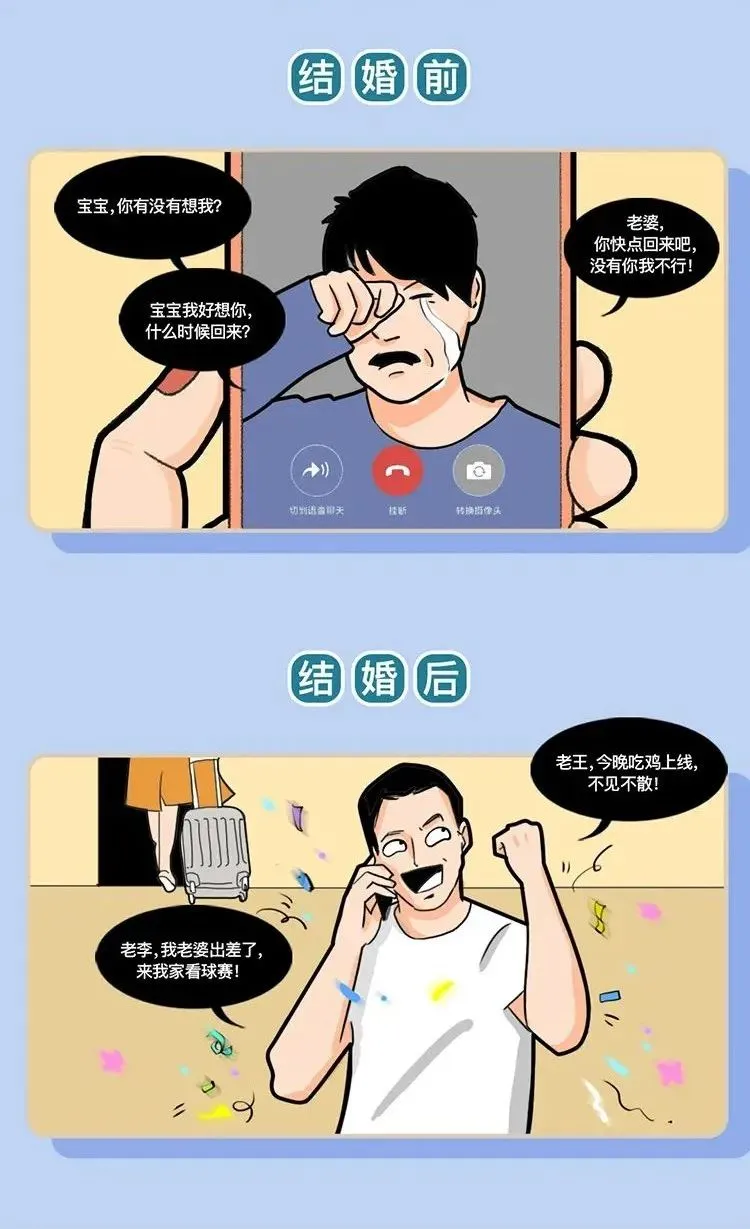 结婚前
宝宝,你有没有想我?
老婆,
你快点回来吧,
没有你我不行!
宝宝我好想你,
什么时候回来?
切到语音聊天
挂断
转换摄像头
结婚后
老王,今晚吃鸡上线,
不见不散!
老李,我老婆出差了,
来我家看球赛!